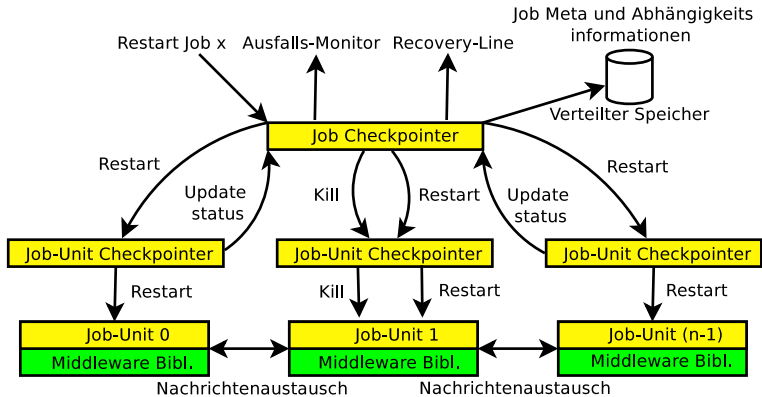 Job Meta und Abhängigkeits
informationen
Restart Job x
Ausfalls-Monitor
Recovery-Line
Verteilter Speicher
Job Checkpointer
Restart
Update
status
Kill
Restart
Update
status
Restart
Job-Unit Checkpointer
Job-Unit Checkpointer
Job-Unit Checkpointer
Restart
Kill
Restart
Restart
Job-Unit 0
Job-Unit 1
Job-Unit (n-1)
Middleware Bibl.
Middleware Bibl.
Middleware Bibl.
Nachrichtenaustausch
Nachrichtenaustausch